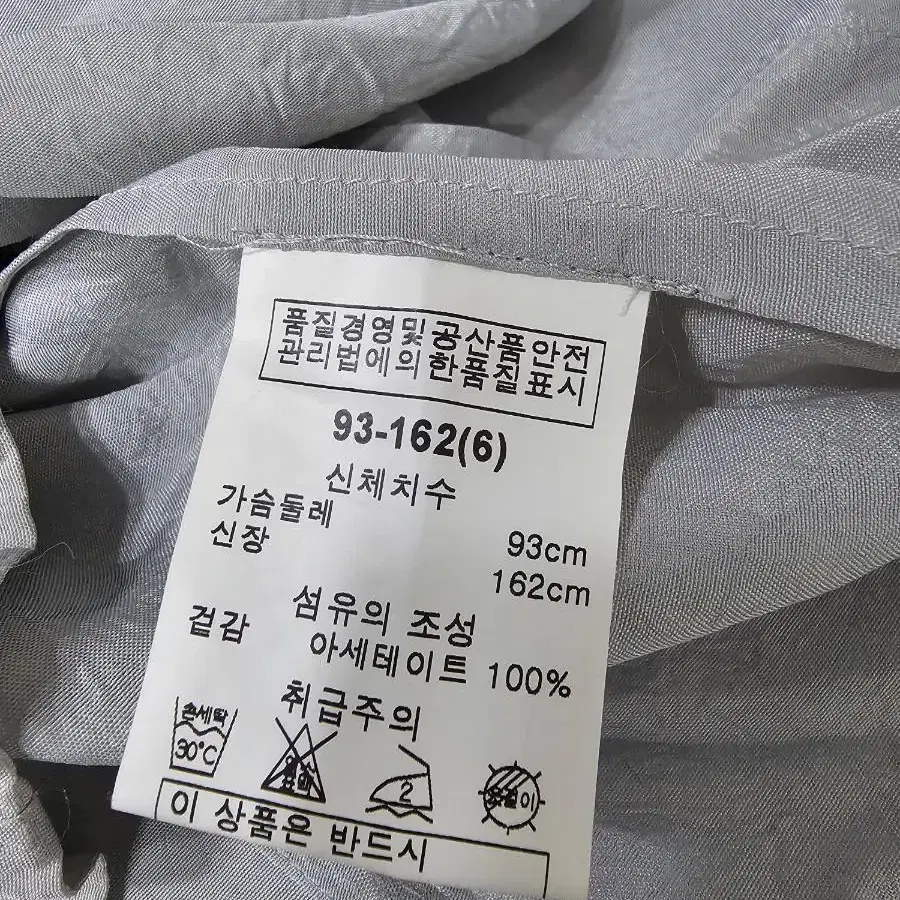 품질경영및공산품안전
관리법에의한품질표시
93-162(6)
신체치수
가슴둘레 93cm
신장 162cm
섬유의 조성
겉감 아세테이트 100%
취급주의
손세탁
30°C
2
옷걸이
이 상품은 반드시